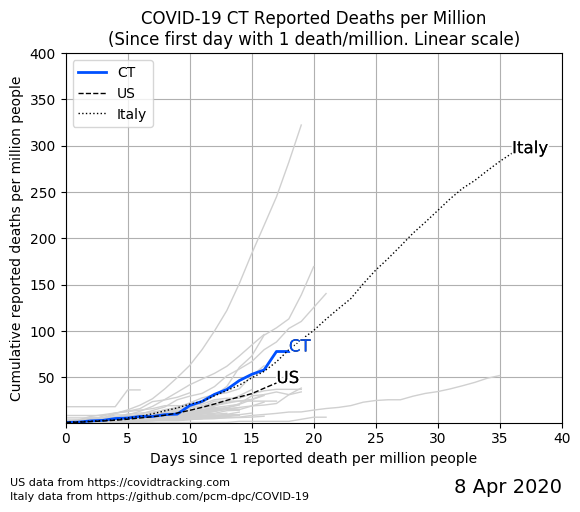 COVID-19 CT Reported Deaths per Million
(Since first day with 1 death/million. Linear scale)
400
350
300
250
200
150
100
50
Cumulative reported deaths per million people
CT
US
Italy
Italy
CT
US
0
5
10
15
20
25
30
35
40
Days since 1 reported death per million people
US data from https://covidtracking.com
Italy data from https://github.com/pcm-dpc/COVID-19
8 Apr 2020